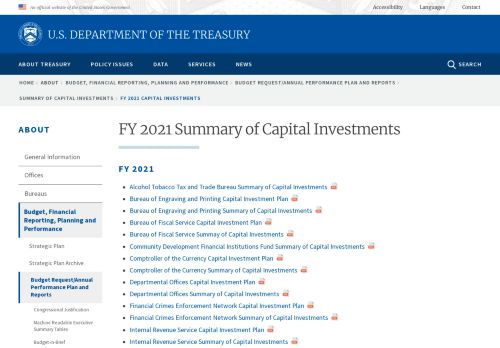 An official website of the United States Government
Accessibility Languages Contact
U.S. DEPARTMENT OF THE TREASURY
ABOUT TREASURY POLICY ISSUES DATA SERVICES NEWS SEARCH
HOME ABOUT BUDGET, FINANCIAL REPORTING, PLANNING AND PERFORMANCE BUDGET REQUEST/ANNUAL PERFORMANCE PLAN AND REPORTS
SUMMARY OF CAPITAL INVESTMENTS FY 2021 CAPITAL INVESTMENTS
ABOUT
General Information
Offices
Bureaus
Budget, Financial
Reporting, Planning and
Performance
Strategic Plan
Strategic Plan Archive
Budget Request/Annual
Performance Plan and
Reports
Congressional Justification
Machine Readable Executive
Summary Tables
Budget-in-Brief
FY 2021 Summary of Capital Investments
FY 2021
Alcohol Tobacco Tax and Trade Bureau Summary of Capital Investments
Bureau of Engraving and Printing Capital Investment Plan
Bureau of Engraving and Printing Summary of Capital Investments
Bureau of Fiscal Service Capital Investment Plan
Bureau of Fiscal Service Summay of Capital Investments
Community Development Financial Institutions Fund Summary of Capital Investments
Comptroller of the Currency Capital Investment Plan
Comptroller of the Currency Summary of Capital Investments
Departmental Offices Capital Investment Plan
Departmental Offices Summary of Capital Investments
Financial Crimes Enforcement Network Capital Investment Plan
Financial Crimes Enforcement Network Summary of Capital Investments
Internal Revenue Service Capital Investment Plan
Internal Revenue Service Summary of Capital Investments